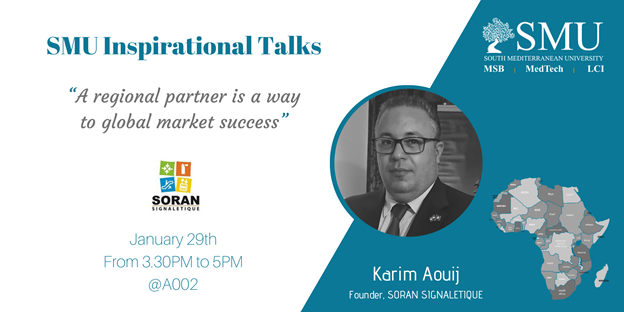 SMU Inspirational Talks
“A regional partner is a way
to global market success”
SORAN
SIGNALETIQUE
January 29th
From 3.30PM to 5PM
@A002
SMU
SOUTH MEDITERRANEAN UNIVERSITY
MSB | MedTech | LCI
Karim Aouij
Founder, SORAN SIGNALETIQUE